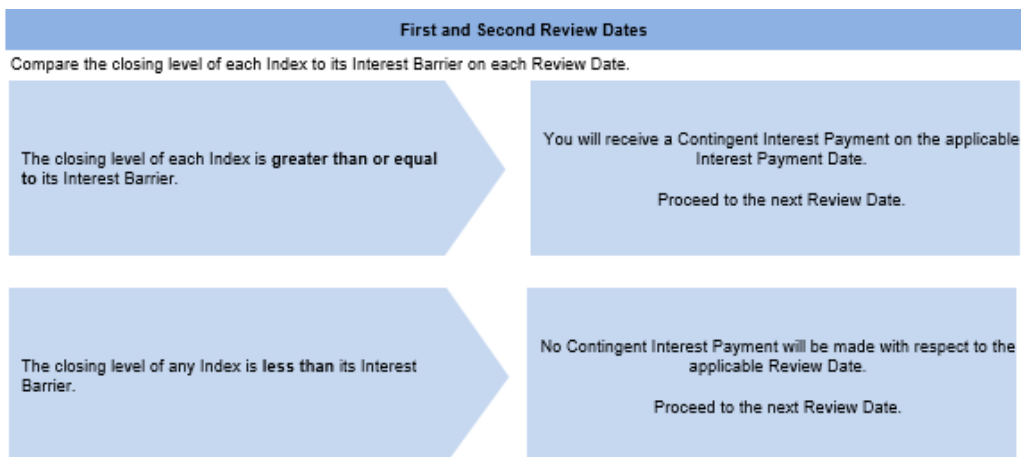 First and Second Review Dates
Compare the closing level of each Index to its Interest Barrier on each Review Date.
The closing level of each Index is greater than or equal
to its Interest Barrier.
You will receive a Contingent Interest Payment on the applicable
Interest Payment Date.
Proceed to the next Review Date.
The closing level of any Index is less than its Interest
Barrier.
No Contingent Interest Payment will be made with respect to the
applicable Review Date.
Proceed to the next Review Date.